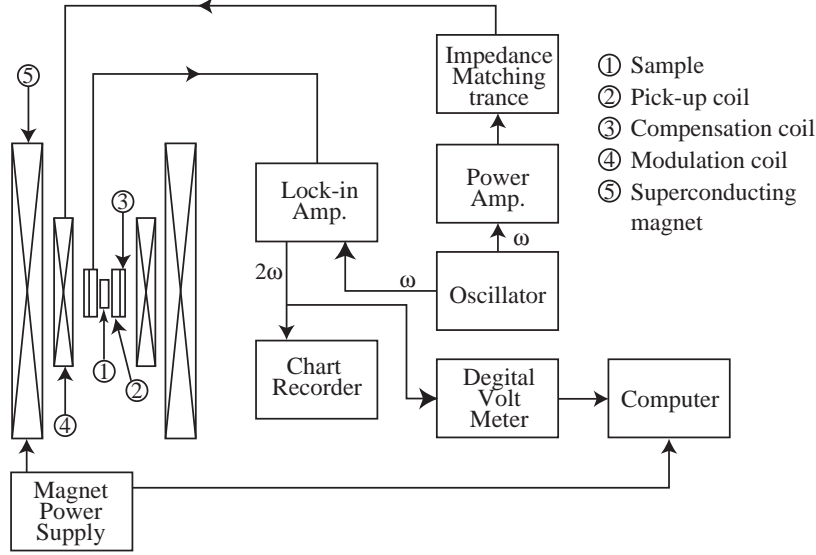 Impedance
Matching
trance
① Sample
② Pick-up coil
③ Compensation coil
④ Modulation coil
⑤ Superconducting
magnet
⑤
Lock-in
Amp.
Power
Amp.
③
ω
2ω
ω
Oscillator
①
②
④
Chart
Recorder
Degital
Volt
Meter
Computer
Magnet
Power
Supply